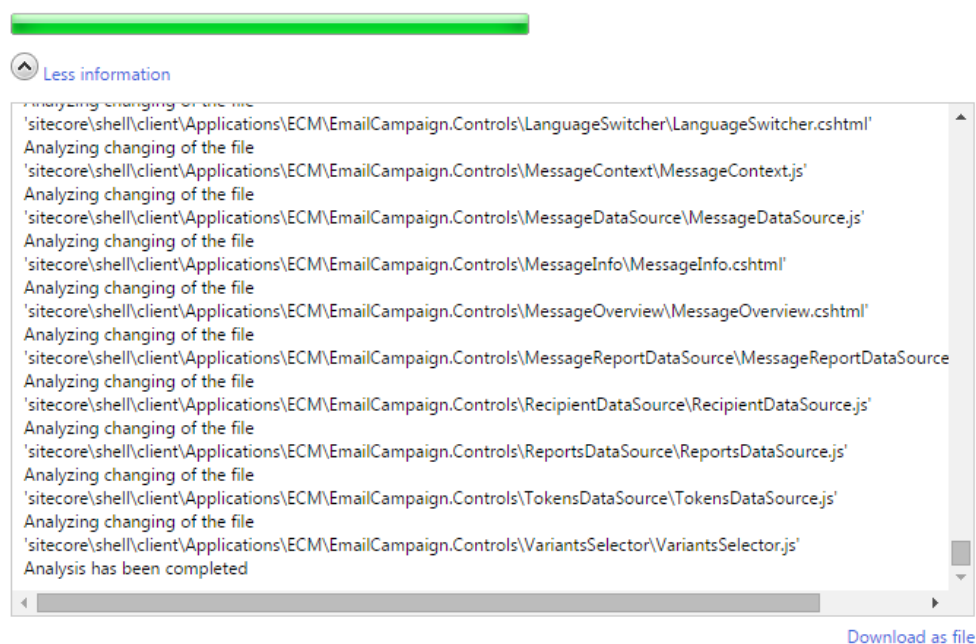 Less information
Analyzing changing of the file
'sitecore\shell\client\Applications\ECM\EmailCampaign.Controls\LanguageSwitcher\LanguageSwitcher.cshtml'
Analyzing changing of the file
'sitecore\shell\client\Applications\ECM\EmailCampaign.Controls\MessageContext\MessageContext.js'
Analyzing changing of the file
'sitecore\shell\client\Applications\ECM\EmailCampaign.Controls\MessageDataSource\MessageDataSource.js'
Analyzing changing of the file
'sitecore\shell\client\Applications\ECM\EmailCampaign.Controls\MessageInfo\MessageInfo.cshtml'
Analyzing changing of the file
'sitecore\shell\client\Applications\ECM\EmailCampaign.Controls\MessageOverview\MessageOverview.cshtml'
Analyzing changing of the file
'sitecore\shell\client\Applications\ECM\EmailCampaign.Controls\MessageReportDataSource\MessageReportDataSource
Analyzing changing of the file
'sitecore\shell\client\Applications\ECM\EmailCampaign.Controls\RecipientDataSource\RecipientDataSource.js'
Analyzing changing of the file
'sitecore\shell\client\Applications\ECM\EmailCampaign.Controls\ReportsDataSource\ReportsDataSource.js'
Analyzing changing of the file
'sitecore\shell\client\Applications\ECM\EmailCampaign.Controls\TokensDataSource\TokensDataSource.js'
Analyzing changing of the file
'sitecore\shell\client\Applications\ECM\EmailCampaign.Controls\VariantsSelector\VariantsSelector.js'
Analysis has been completed
Download as file